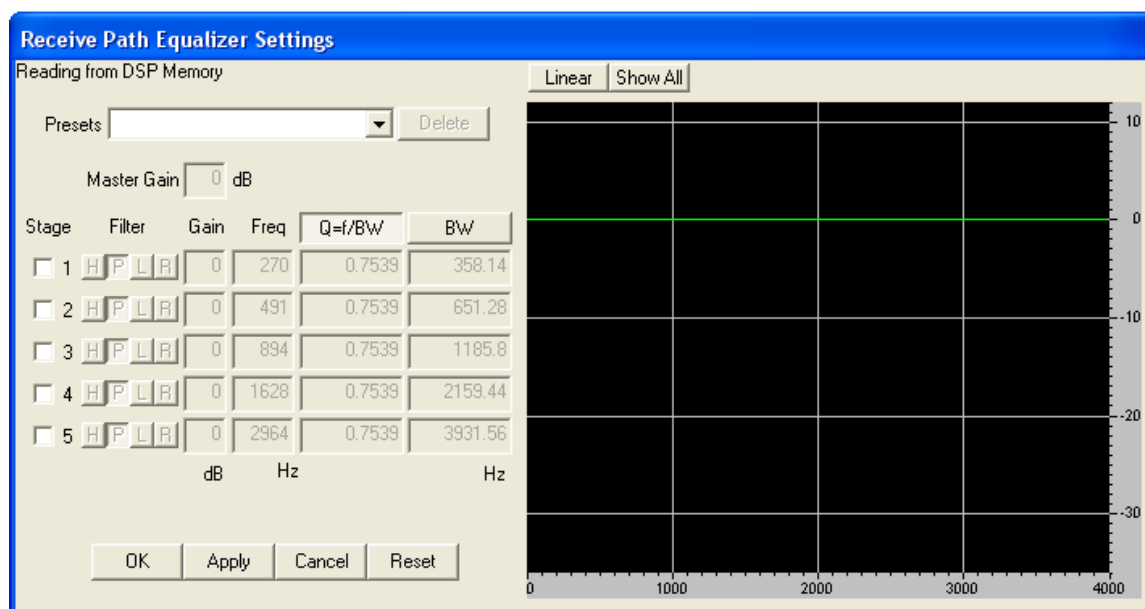 Receive Path Equalizer Settings
Reading from DSP Memory
Linear Show All
Presets Delete
Master Gain 0 dB
Stage Filter Gain Freq Q=f/BW BW
1 H P L R 0 270 0.7539 358.14
2 H P L R 0 491 0.7539 651.28
3 H P L R 0 894 0.7539 1185.8
4 H P L R 0 1628 0.7539 2159.44
5 H P L R 0 2964 0.7539 3931.56
dB Hz Hz
OK Apply Cancel Reset
10
0
-10
-20
-30
0 1000 2000 3000 4000